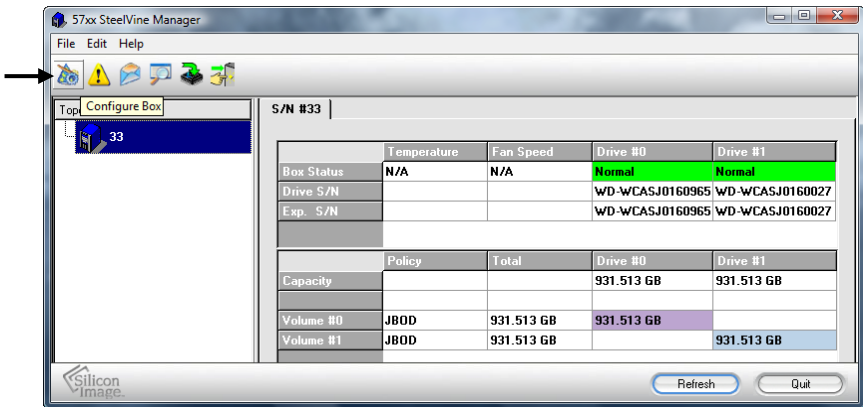 57xx SteelVine Manager
File Edit Help
Configure Box
33
S/N #33
Temperature Fan Speed Drive #0 Drive #1
Box Status N/A N/A Normal Normal
Drive S/N WD-WCASJ0160965 WD-WCASJ0160027
Exp. S/N WD-WCASJ0160965 WD-WCASJ0160027
Policy Total Drive #0 Drive #1
Capacity 931.513 GB 931.513 GB
Volume #0 JBOD 931.513 GB 931.513 GB
Volume #1 JBOD 931.513 GB 931.513 GB
Silicon
Image.
Refresh Quit